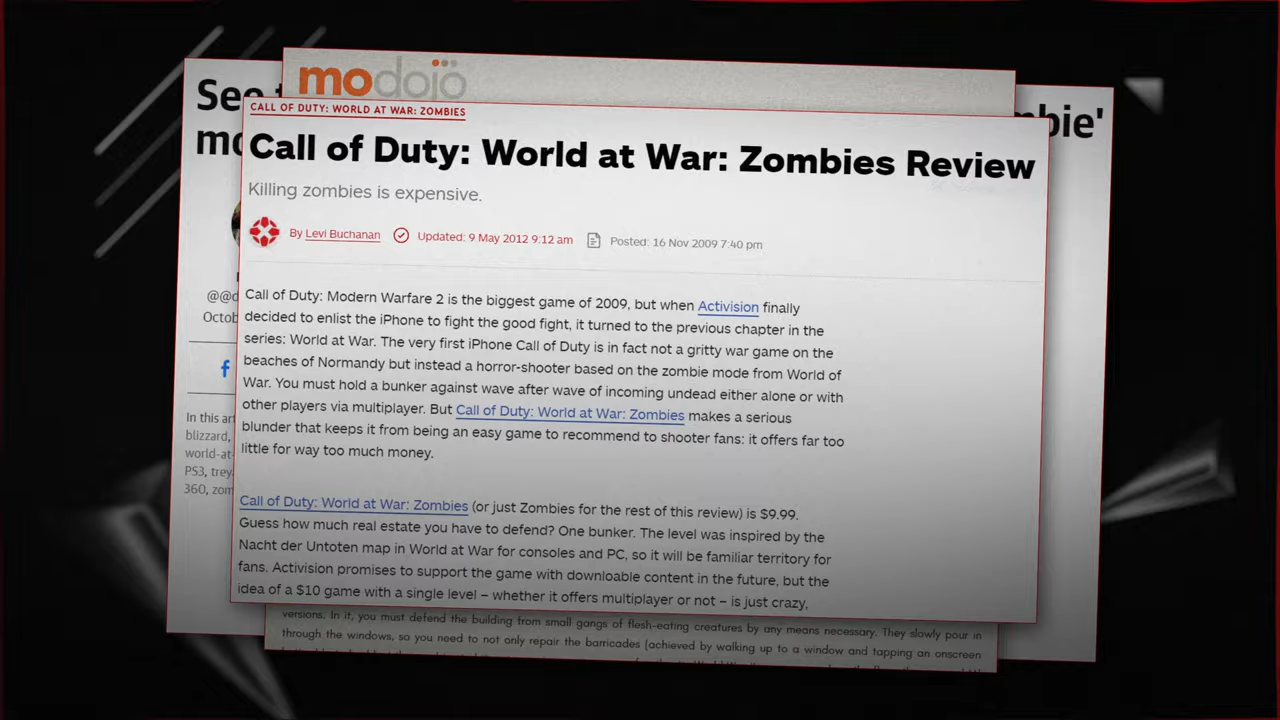 modojo
See
mo
mbie'
CALL OF DUTY: WORLD AT WAR: ZOMBIES
Call of Duty: World at War: Zombies Review
Killing zombies is expensive.
By Levi Buchanan
Updated: 9 May 2012 9:12 am
Posted: 16 Nov 2009 7:40 pm
Call of Duty: Modern Warfare 2 is the biggest game of 2009, but when Activision finally
decided to enlist the iPhone to fight the good fight, it turned to the previous chapter in the
series: World at War. The very first iPhone Call of Duty is in fact not a gritty war game on the
beaches of Normandy but instead a horror-shooter based on the zombie mode from World of
War. You must hold a bunker against wave after wave of incoming undead either alone or with
other players via multiplayer. But Call of Duty: World at War: Zombies makes a serious
blunder that keeps it from being an easy game to recommend to shooter fans: it offers far too
little for way too much money.
Call of Duty: World at War: Zombies (or just Zombies for the rest of this review) is $9.99.
Guess how much real estate you have to defend? One bunker. The level was inspired by the
Nacht der Untoten map in World at War for consoles and PC, so it will be familiar territory for
fans. Activision promises to support the game with downloable content in the future, but the
idea of a $10 game with a single level – whether it offers multiplayer or not – is just crazy,
@@d
Octob
f
In this art
blizzard,
world-at-
PS3, trey
360, zom
versions. In it, you must defend the building from small gangs of flesh-eating creatures by any means necessary. They slowly pour in
through the windows, so you need to not only repair the barricades (achieved by walking up to a window and tapping an onscreen